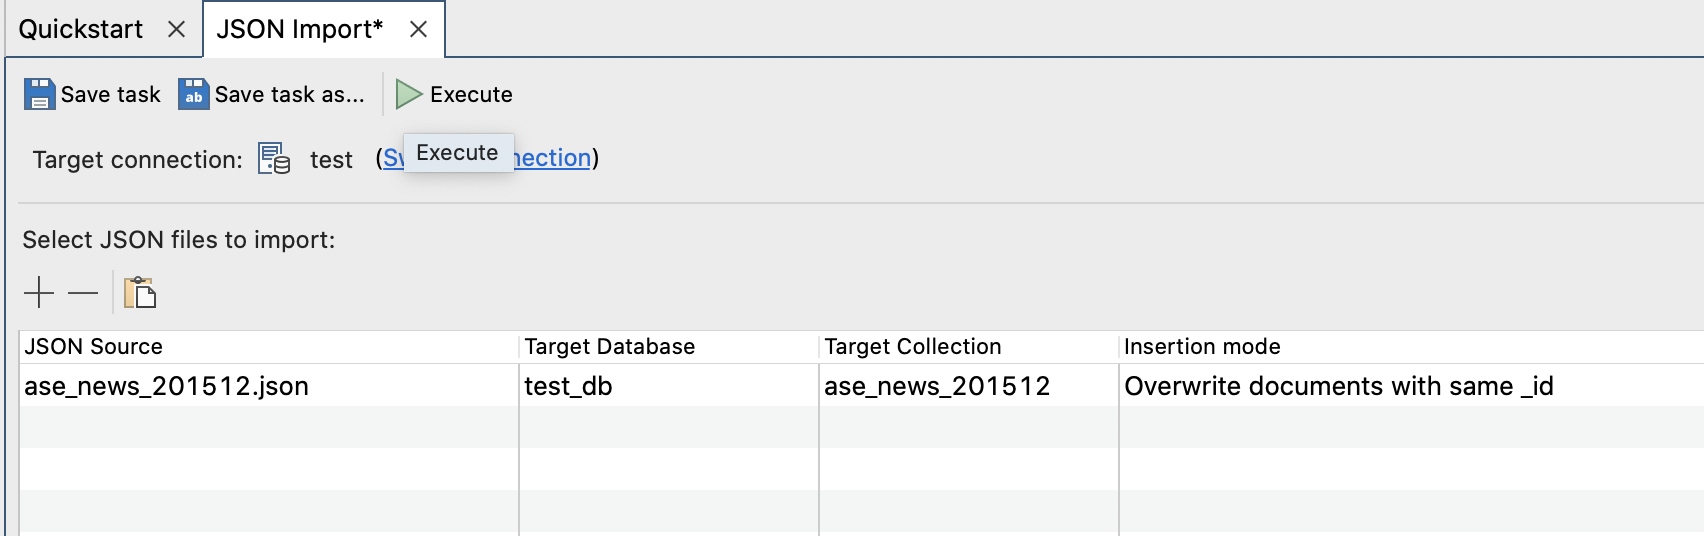 Quickstart JSON Import*
Save task ab Save task as... Execute
Execute
Target connection: test (
nection)
Select JSON files to import:
JSON Source Target Database Target Collection Insertion mode
ase_news_201512.json test_db ase_news_201512 Overwrite documents with same _id